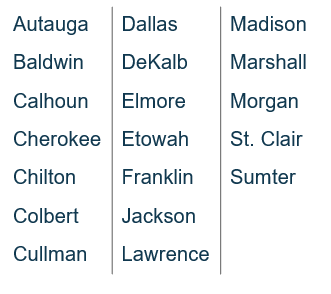 Autauga
Baldwin
Calhoun
Cherokee
Chilton
Colbert
Cullman
Dallas
DeKalb
Elmore
Etowah
Franklin
Jackson
Lawrence
Madison
Marshall
Morgan
St. Clair
Sumter